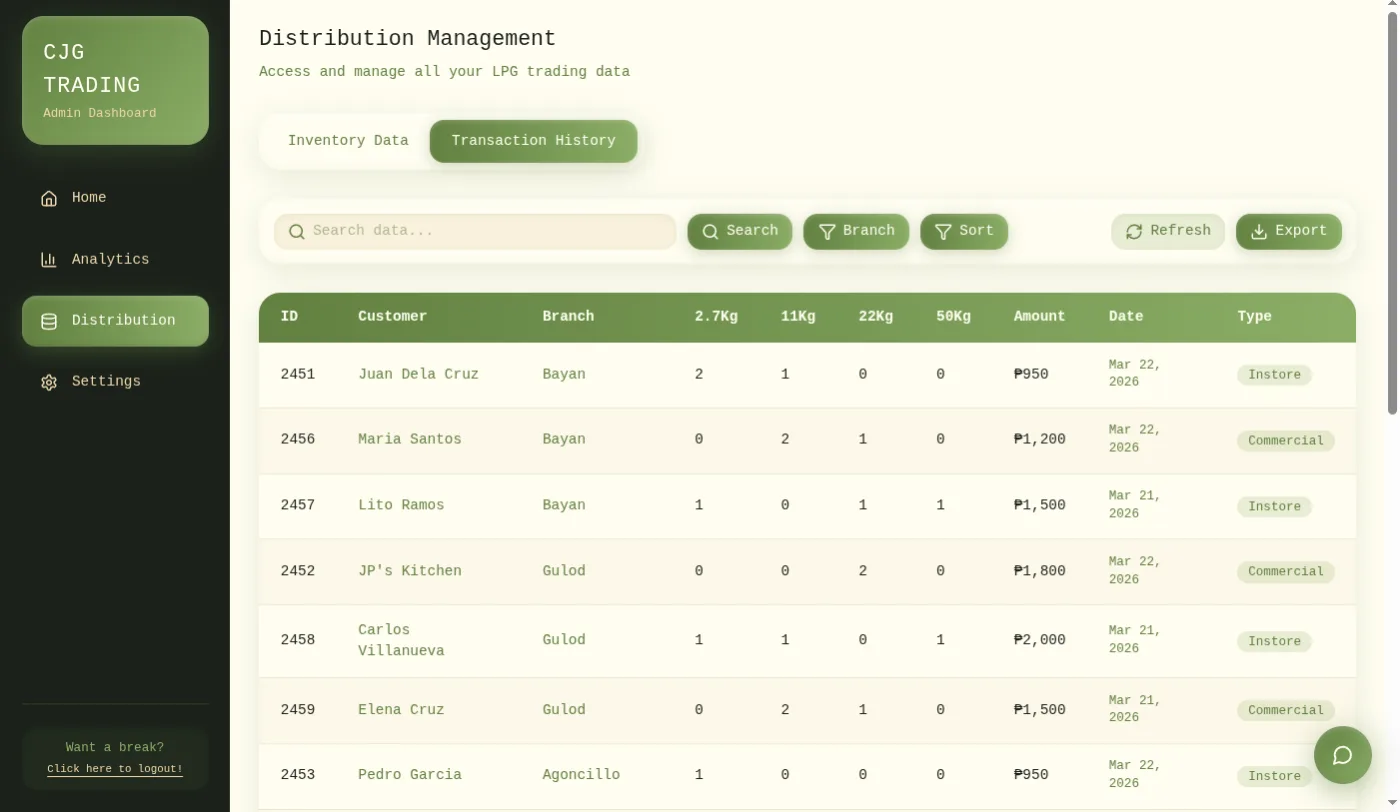 CJG
TRADING
Admin Dashboard
Home
Analytics
Distribution
Settings
Want a break?
Click here to logout!
Distribution Management
Access and manage all your LPG trading data
Inventory Data Transaction History
Search data... Search Branch Sort Refresh Export
ID Customer Branch 2.7Kg 11Kg 22Kg 50Kg Amount Date Type
2451 Juan Dela Cruz Bayan 2 1 0 0 ₱950 Mar 22, 2026 Instore
2456 Maria Santos Bayan 0 2 1 0 ₱1,200 Mar 22, 2026 Commercial
2457 Lito Ramos Bayan 1 0 1 1 ₱1,500 Mar 21, 2026 Instore
2452 JP's Kitchen Gulod 0 0 2 0 ₱1,800 Mar 22, 2026 Commercial
2458 Carlos Villanueva Gulod 1 1 0 1 ₱2,000 Mar 21, 2026 Instore
2459 Elena Cruz Gulod 0 2 1 0 ₱1,500 Mar 21, 2026 Commercial
2453 Pedro Garcia Agoncillo 1 0 0 0 ₱950 Mar 22, 2026 Instore